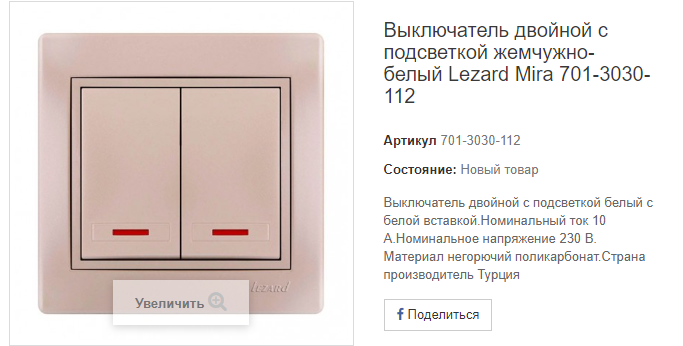 Выключатель двойной с
подсветкой жемчужно-
белый Lezard Mira 701-3030-
112
Артикул 701-3030-112
Состояние: Новый товар
Выключатель двойной с подсветкой белый с
белой вставкой.Номинальный ток 10
А.Номинальное напряжение 230 В.
Материал негорючий поликарбонат.Страна
производитель Турция
Поделиться
lezard
Увеличить